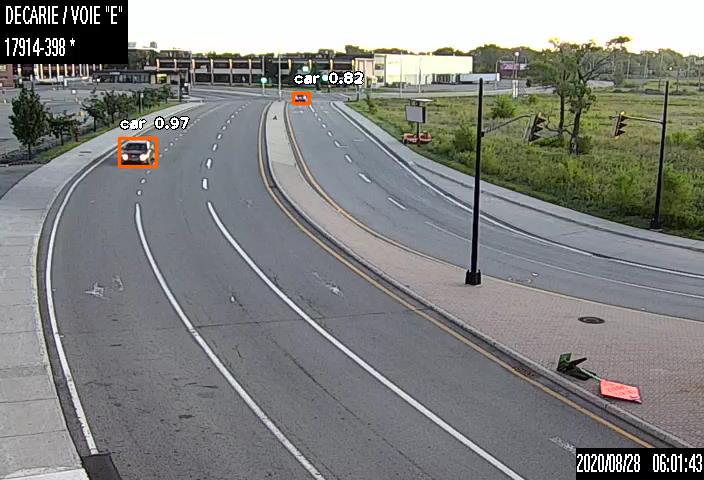 DECARIE / VOIE "E"
17914-398 *
car 0.82
car 0.97
2020/08/28 06:01:43